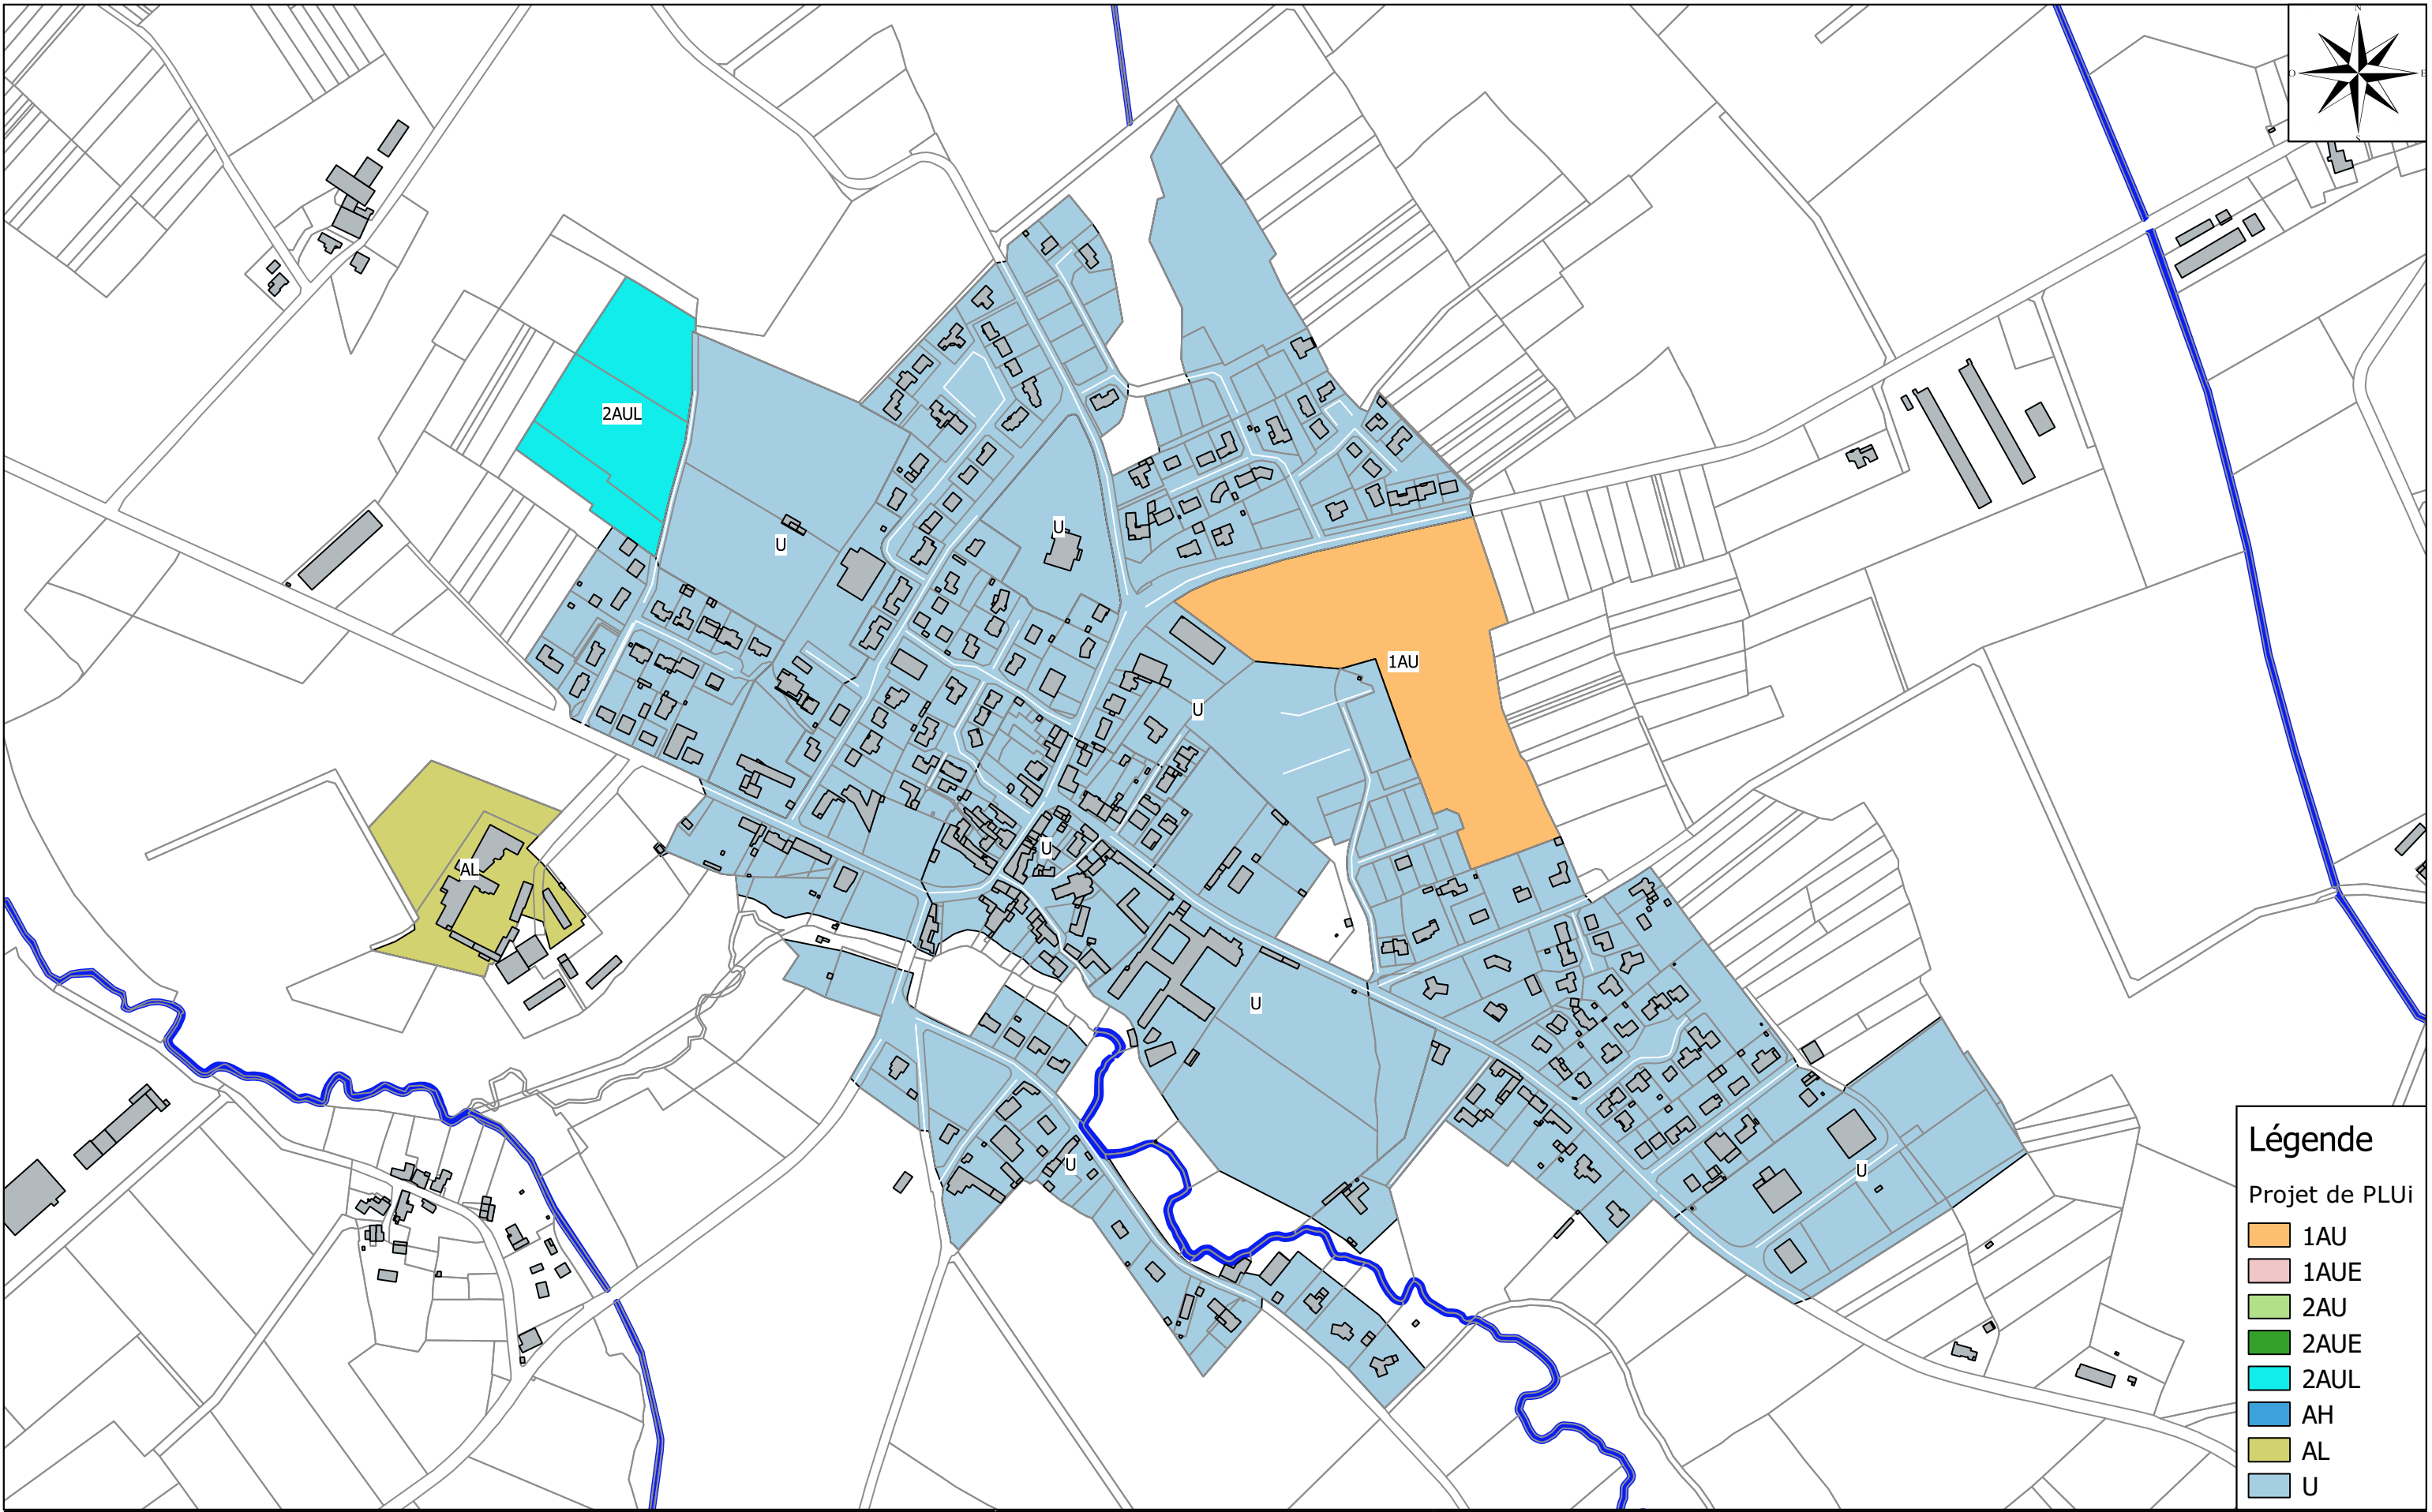 N
O
E
S
2AUL
U
U
1AU
U
U
AL
U
U
U
Légende
Projet de PLUi
1AU
1AUE
2AU
2AUE
2AUL
AH
AL
U